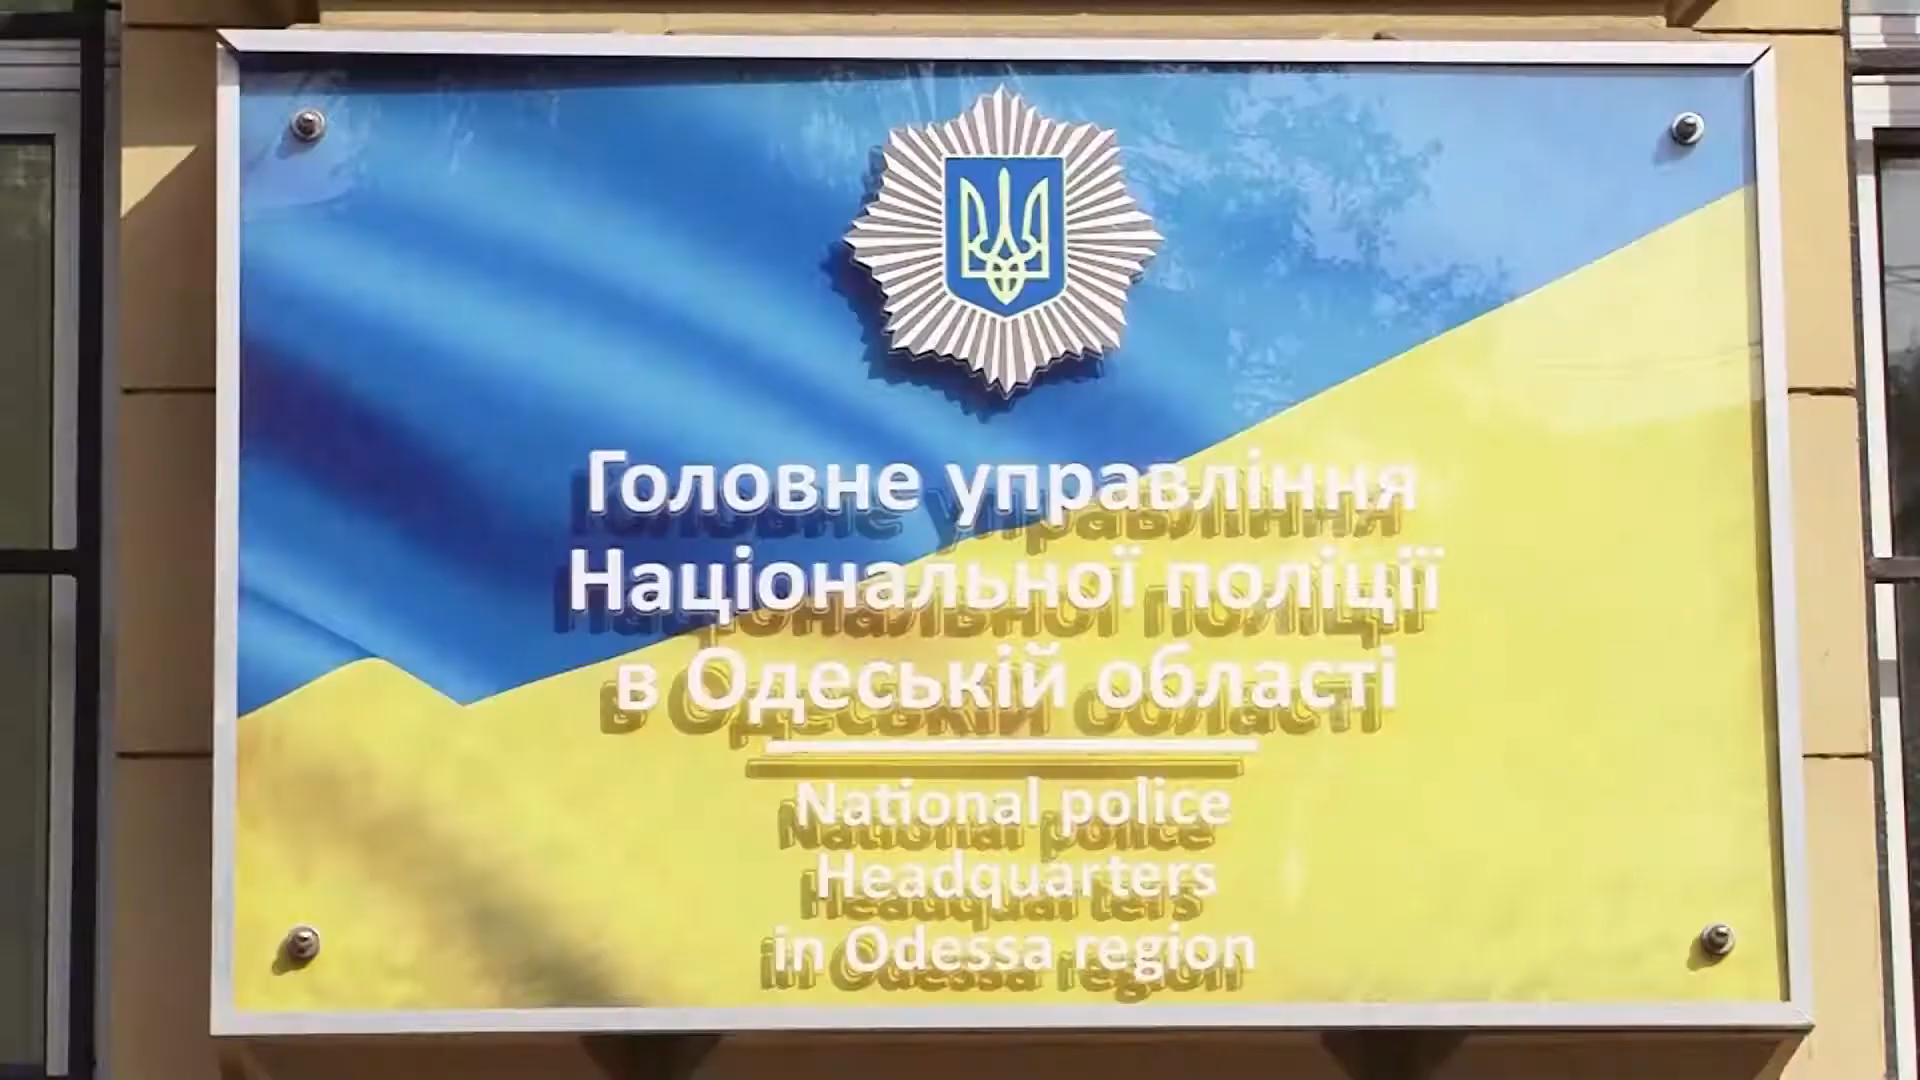 Головне управління
Національної поліції
в Одеській області
National police
Headquarters
in Odessa region